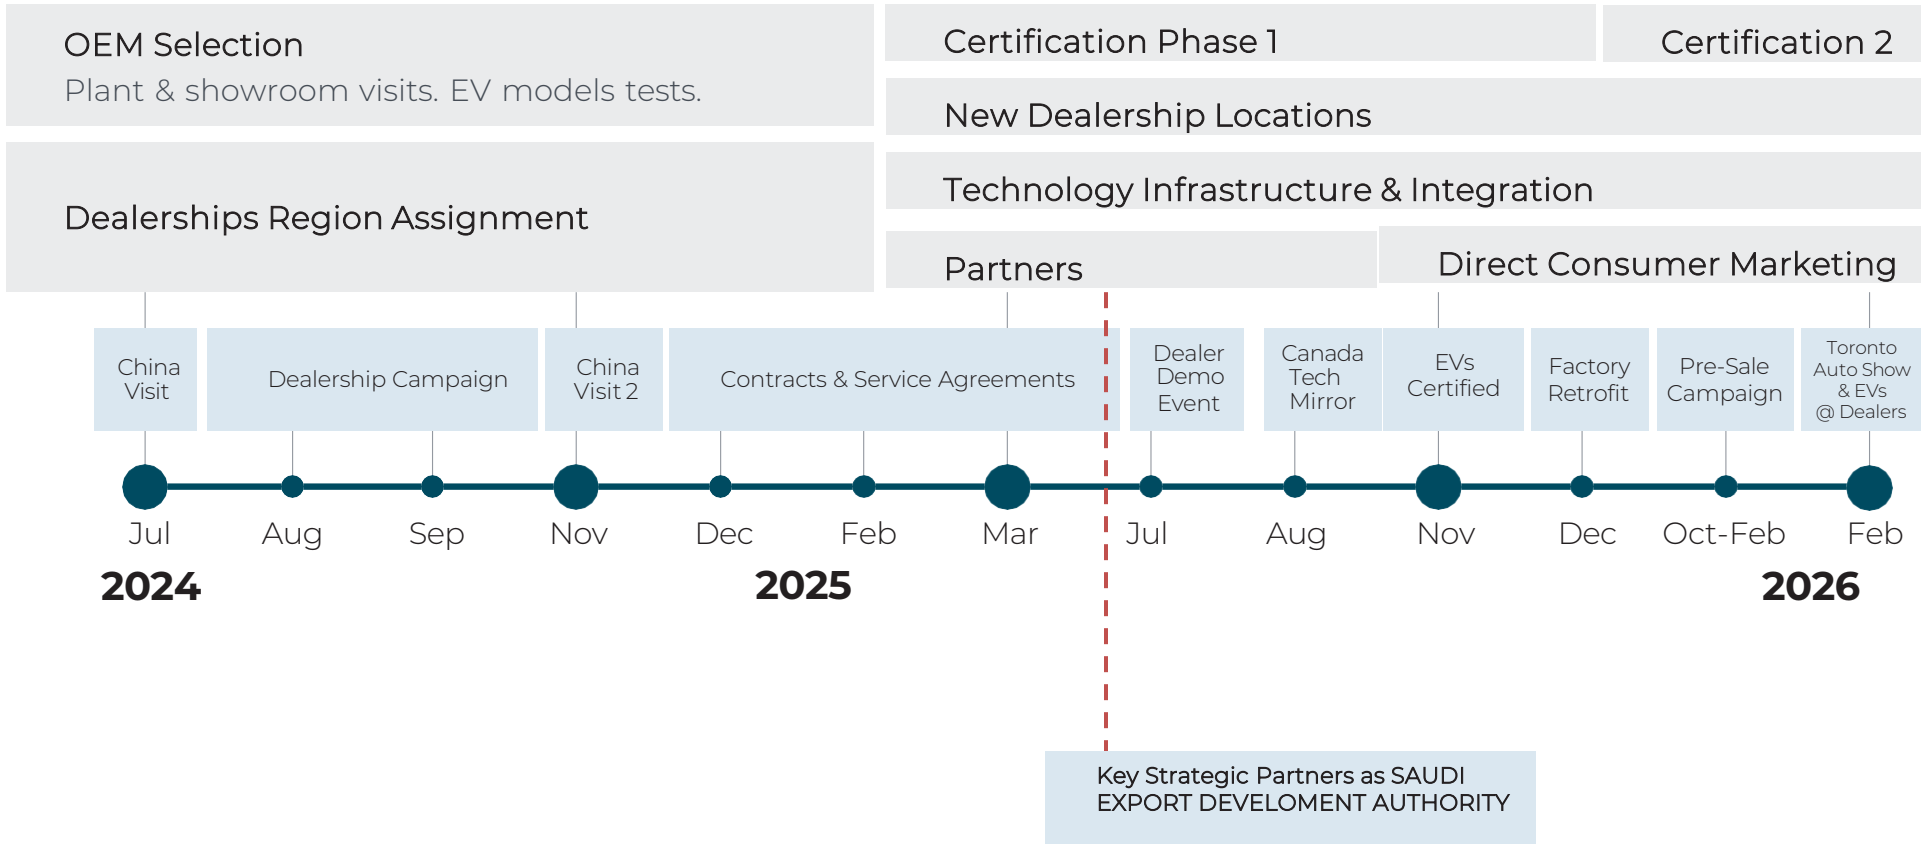 OEM Selection
Plant & showroom visits. EV models tests.
Dealerships Region Assignment
Certification Phase 1
Certification 2
New Dealership Locations
Technology Infrastructure & Integration
Partners
Direct Consumer Marketing
China
Visit
Dealership Campaign
China
Visit 2
Contracts & Service Agreements
Dealer
Demo
Event
Canada
Tech
Mirror
EVs
Certified
Factory
Retrofit
Pre-Sale
Campaign
Toronto
Auto Show
& EVs
@ Dealers
Jul
Aug
Sep
Nov
Dec
Feb
Mar
Jul
Aug
Nov
Dec
Oct-Feb
Feb
2024
2025
2026
Key Strategic Partners as SAUDI
EXPORT DEVELOMENT AUTHORITY